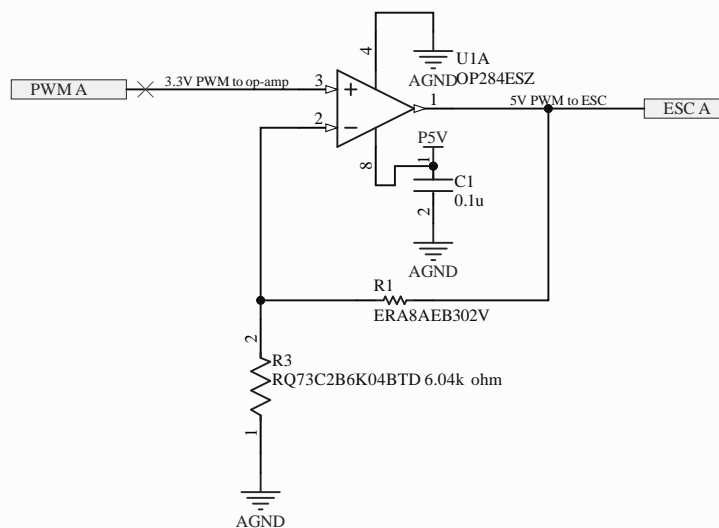 4
U1A
AGND
OP284ESZ
PWM A
3.3V PWM to op-amp
3
1
5V PWM to ESC
ESC A
2
P5V
8
1
C1
0.1u
2
AGND
R1
ERA8AEB302V
2
R3
RQ73C2B6K04BTD 6.04k ohm
1
AGND